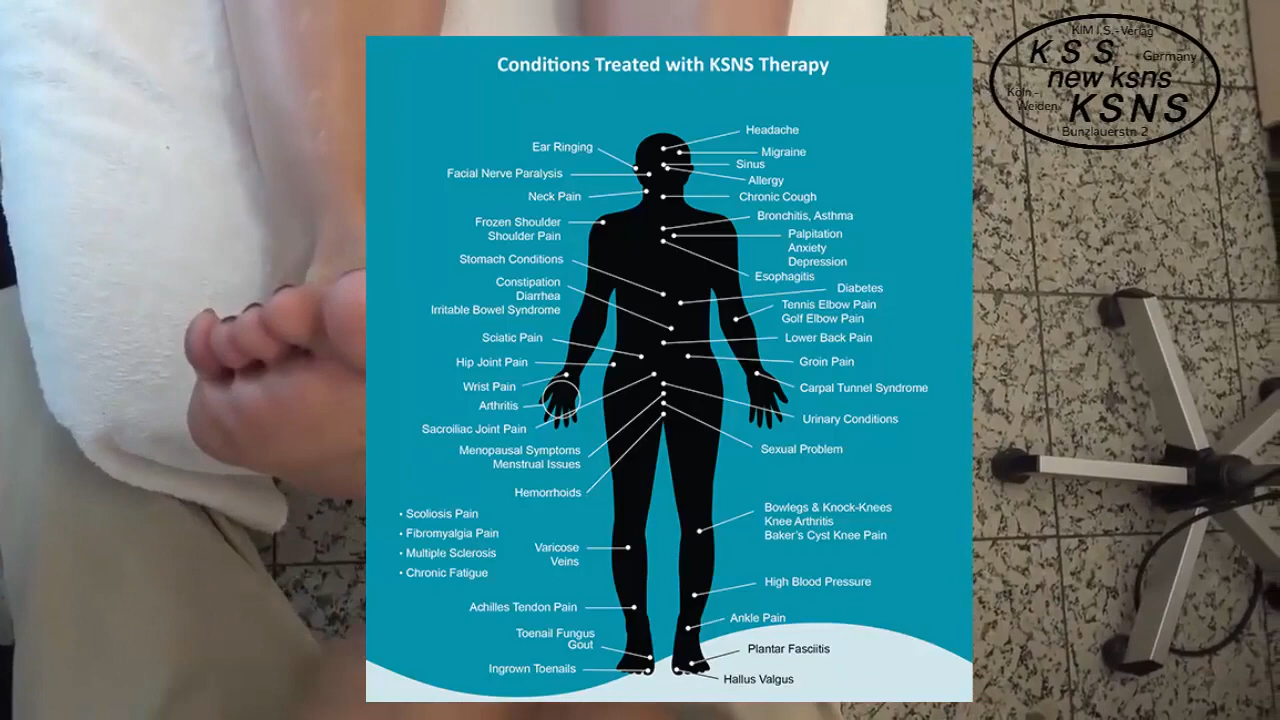 Conditions Treated with KSNS Therapy
Headache
Ear Ringing
Migraine
Sinus
Facial Nerve Paralysis
Allergy
Neck Pain
Chronic Cough
Bronchitis, Asthma
Frozen Shoulder
Shoulder Pain
Palpitation
Anxiety
Depression
Stomach Conditions
Esophagitis
Constipation
Diarrhea
Irritable Bowel Syndrome
Diabetes
Tennis Elbow Pain
Golf Elbow Pain
Sciatic Pain
Lower Back Pain
Hip Joint Pain
Groin Pain
Wrist Pain
Carpal Tunnel Syndrome
Arthritis
Urinary Conditions
Sacroiliac Joint Pain
Menopausal Symptoms
Menstrual Issues
Sexual Problem
Hemorrhoids
• Scoliosis Pain
• Fibromyalgia Pain
• Multiple Sclerosis
• Chronic Fatigue
Bowlegs & Knock-Knees
Knee Arthritis
Baker's Cyst Knee Pain
Varicose
Veins
High Blood Pressure
Achilles Tendon Pain
Ankle Pain
Toenail Fungus
Gout
Plantar Fasciitis
Ingrown Toenails
Hallus Valgus
KIM I.S.-Verlag
K S S
Germany
new ksns
Köln -
Weiden
KSNS
Bunzlauerstr. 2